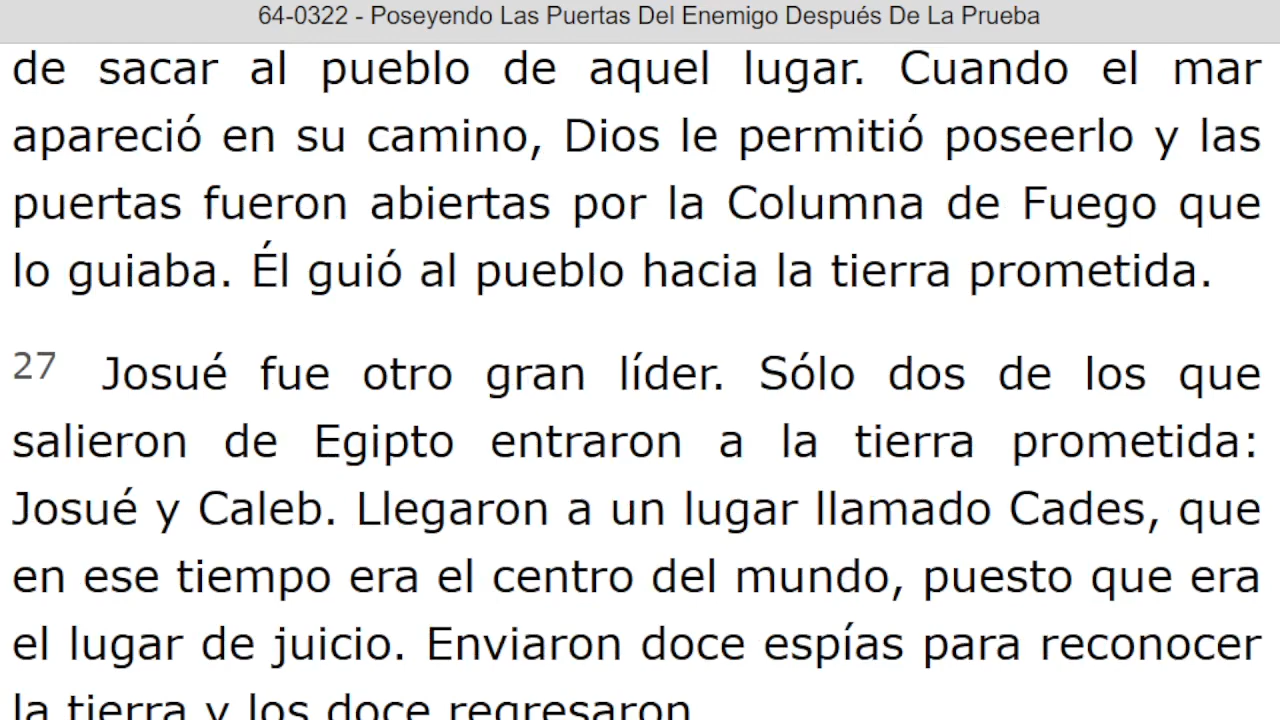 64-0322 - Poseyendo Las Puertas Del Enemigo Después De La Prueba
de sacar al pueblo de aquel lugar. Cuando el mar
apareció en su camino, Dios le permitió poseerlo y las
puertas fueron abiertas por la Columna de Fuego que
lo guiaba. Él guió al pueblo hacia la tierra prometida.
27 Josué fue otro gran líder. Sólo dos de los que
salieron de Egipto entraron a la tierra prometida:
Josué y Caleb. Llegaron a un lugar llamado Cades, que
en ese tiempo era el centro del mundo, puesto que era
el lugar de juicio. Enviaron doce espías para reconocer
la tierra y los doce regresaron